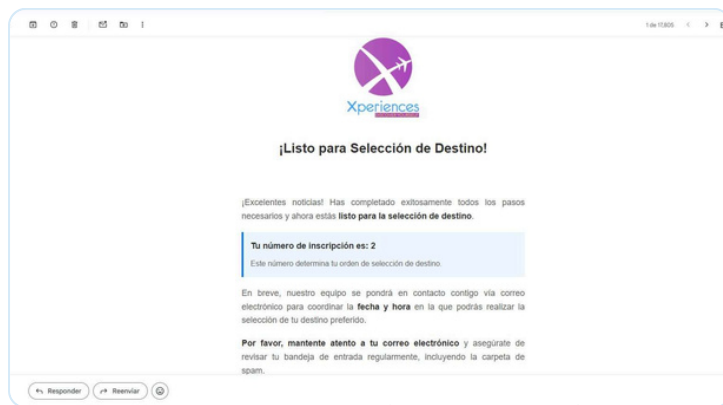 1 de 17,805
Xperiences
¡Listo para Selección de Destino!
¡Excelentes noticias! Has completado exitosamente todos los pasos
necesarios y ahora estás listo para la selección de destino.
Tu número de inscripción es: 2
Este número determina tu orden de selección de destino.
En breve, nuestro equipo se pondrá en contacto contigo vía correo
electrónico para coordinar la fecha y hora en la que podrás realizar la
selección de tu destino preferido.
Por favor, mantente atento a tu correo electrónico y asegúrate de
revisar tu bandeja de entrada regularmente, incluyendo la carpeta de
spam.
Responder
Reenviar